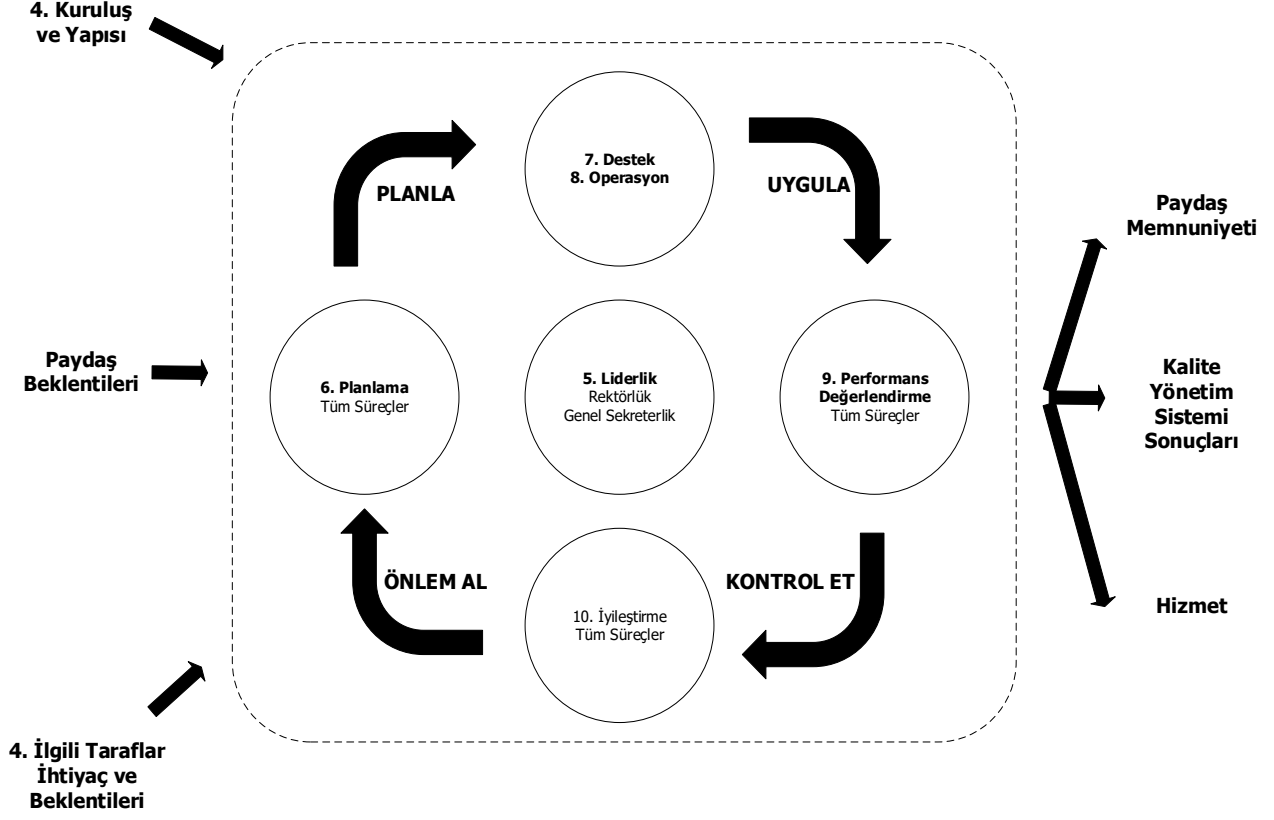 4. Kuruluş
ve Yapısı
7. Destek
8. Operasyon
PLANLA
UYGULA
Paydaş
Memnuniyeti
Paydaş
Beklentileri
6. Planlama
Tüm Süreçler
5. Liderlik
Rektörlük
Genel Sekreterlik
9. Performans
Değerlendirme
Tüm Süreçler
Kalite
Yönetim
Sistemi
Sonuçları
ÖNLEM AL
KONTROL ET
10. İyileştirme
Tüm Süreçler
Hizmet
4. İlgili Taraflar
İhtiyaç ve
Beklentileri